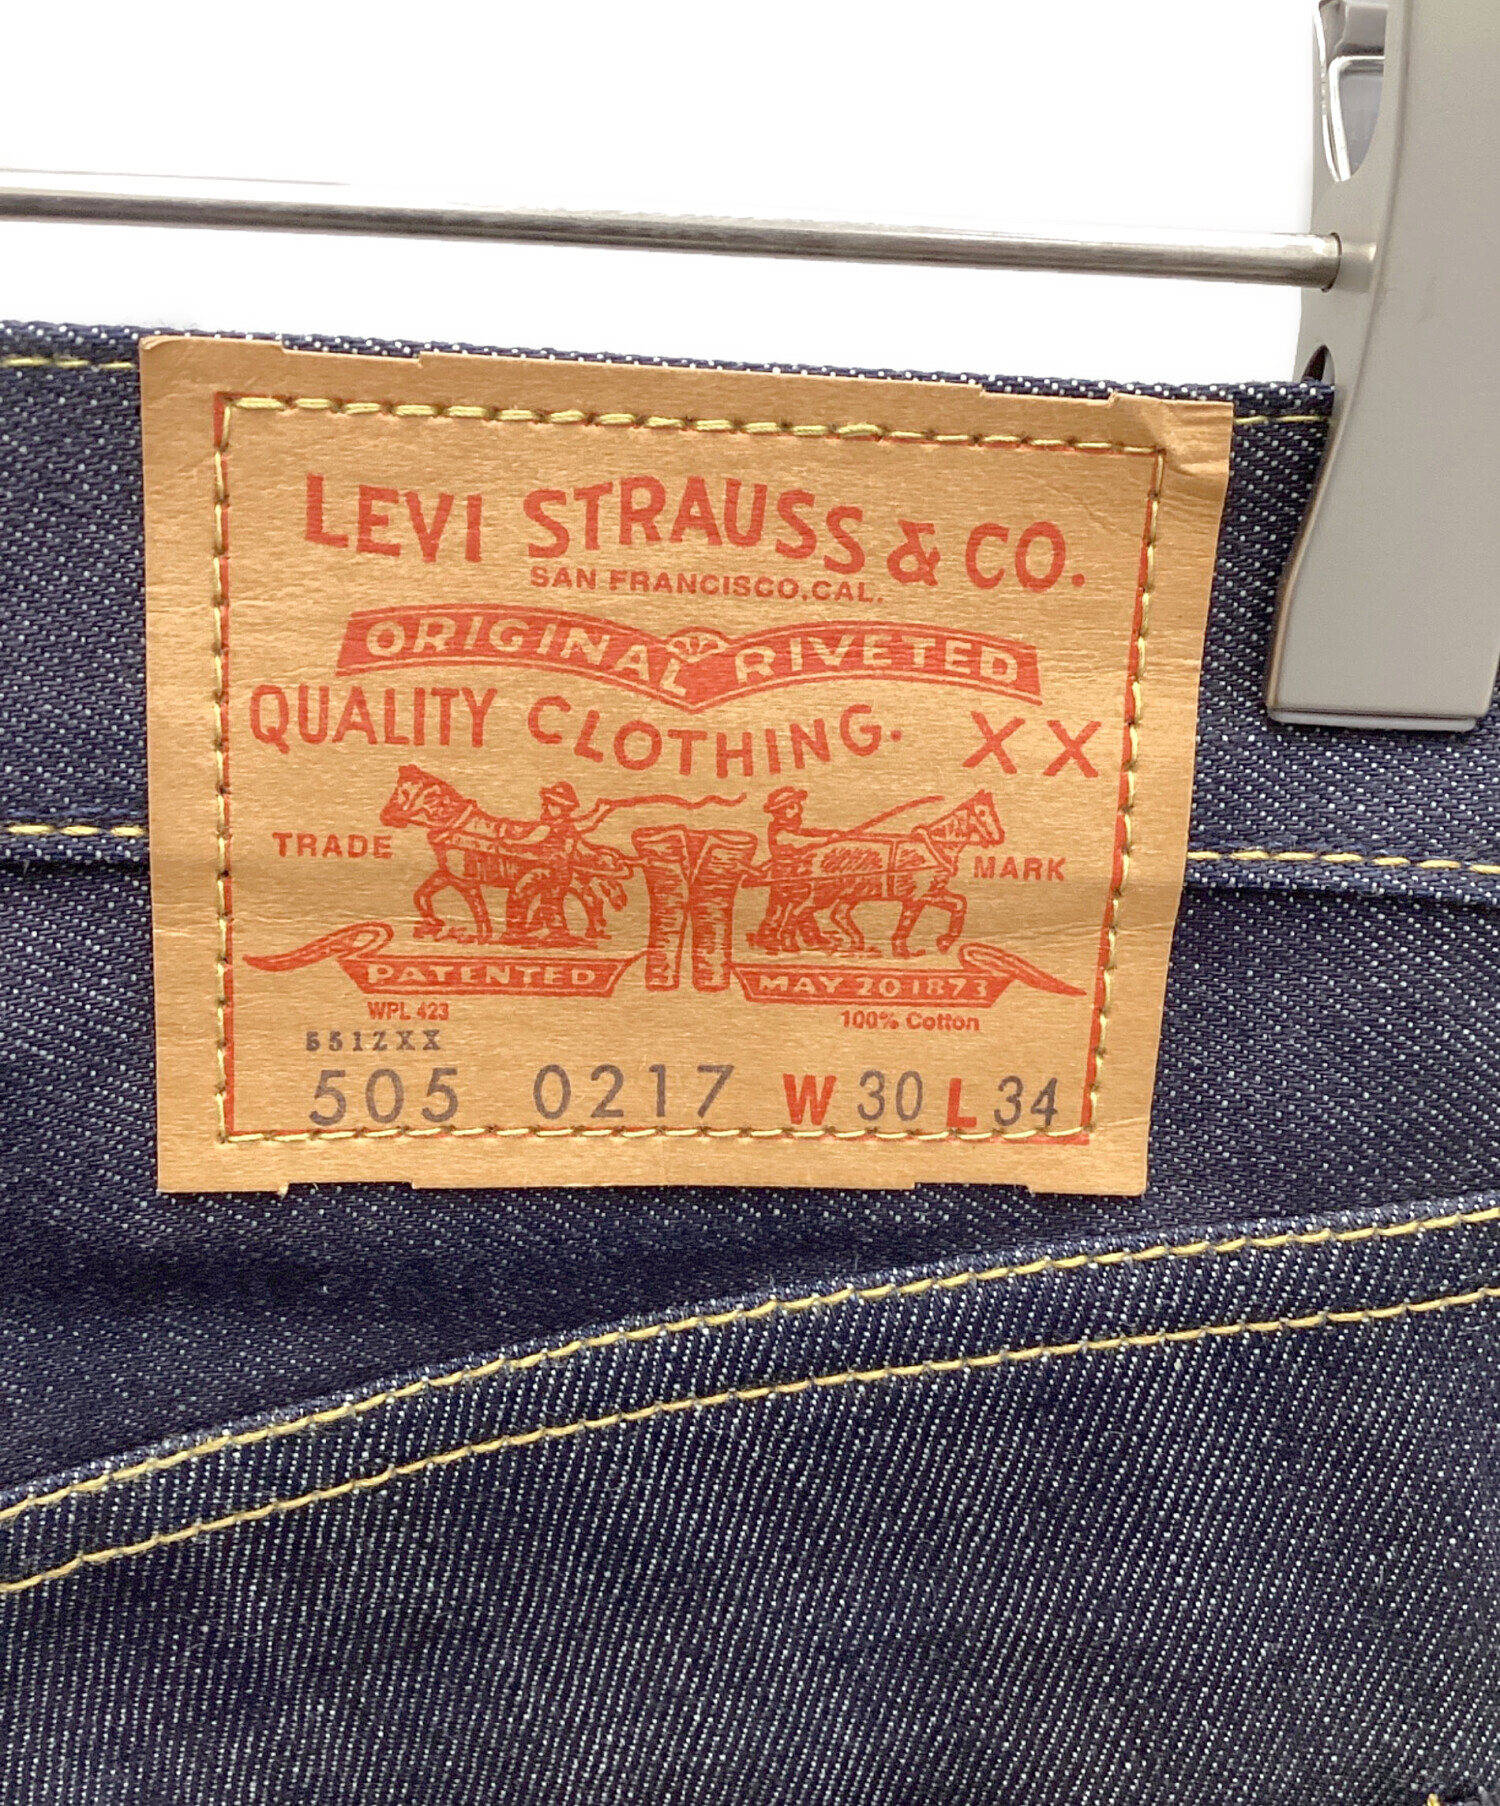 LEVI STRAUSS & CO.
SAN FRANCISCO, CAL.
ORIGINAL RIVETED
QUALITY CLOTHING. XX
TRADE MARK
PATENTED MAY 20 1873
WPL 423 100% Cotton
551ZXX
505 0217 W 30 L 34